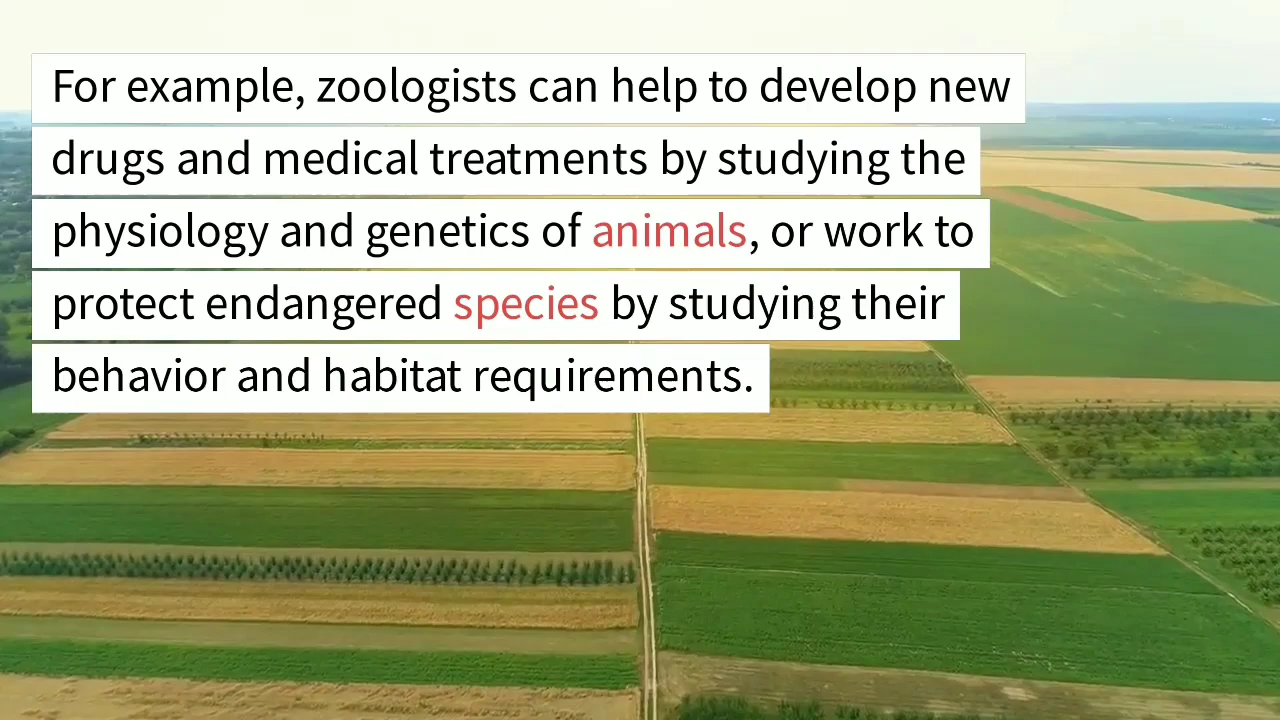 For example, zoologists can help to develop new
drugs and medical treatments by studying the
physiology and genetics of animals, or work to
protect endangered species by studying their
behavior and habitat requirements.